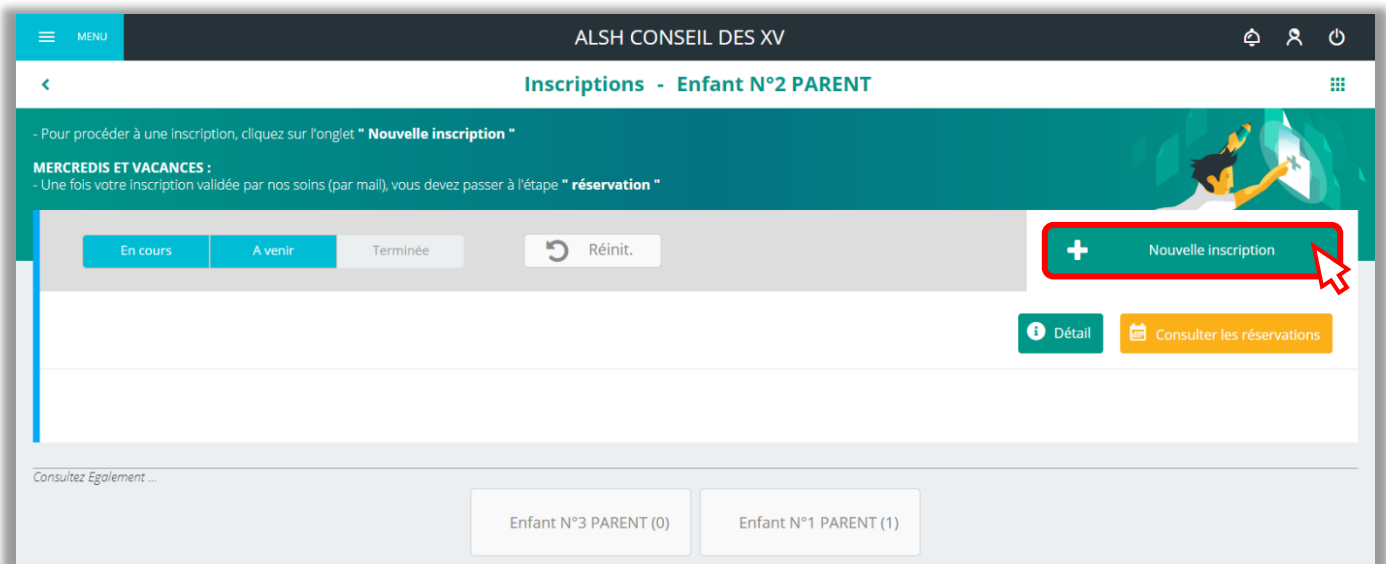 MENU
ALSH CONSEIL DES XV
Inscriptions - Enfant N°2 PARENT
- Pour procéder à une inscription, cliquez sur l'onglet " Nouvelle inscription "
MERCREDIS ET VACANCES :
- Une fois votre inscription validée par nos soins (par mail), vous devez passer à l'étape " réservation "
En cours
A venir
Terminée
Réinit.
Nouvelle inscription
Détail
Consulter les réservations
Consultez Egalement ...
Enfant N°3 PARENT (0)
Enfant N°1 PARENT (1)